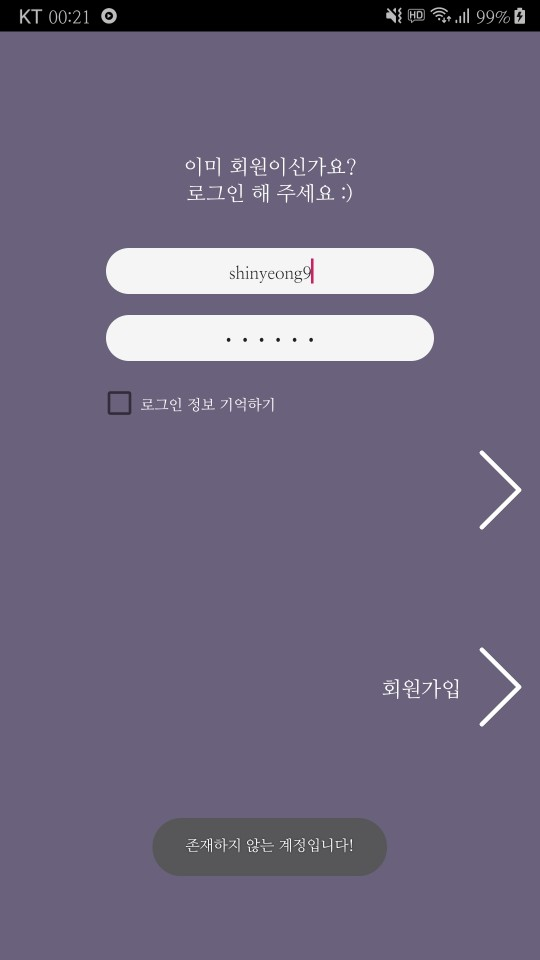 KT 00:21 HD 99%
이미 회원이신가요?
로그인 해 주세요 :)
shinyeong9
••••••
로그인 정보 기억하기
회원가입
존재하지 않는 계정입니다!